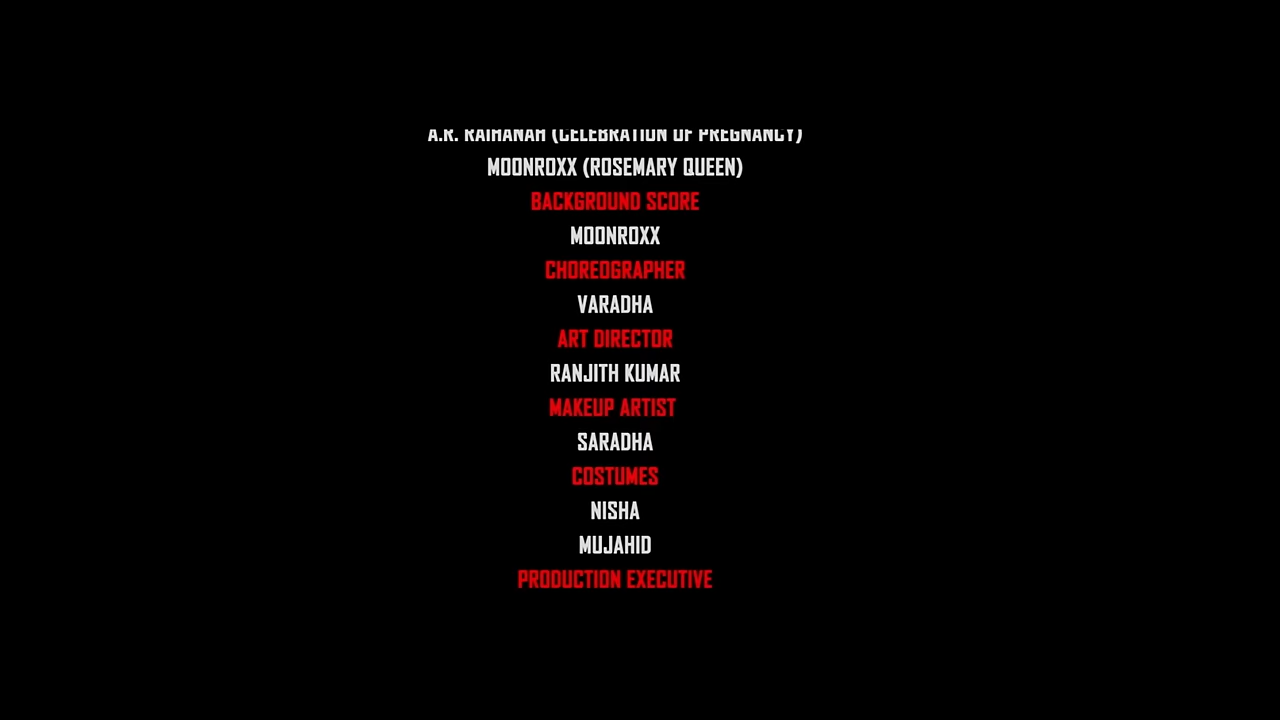 A.R. RAIHANAH (CELEBRATION OF PREGNANCY)
MOONROXX (ROSEMARY QUEEN)
BACKGROUND SCORE
MOONROXX
CHOREOGRAPHER
VARADHA
ART DIRECTOR
RANJITH KUMAR
MAKEUP ARTIST
SARADHA
COSTUMES
NISHA
MUJAHID
PRODUCTION EXECUTIVE